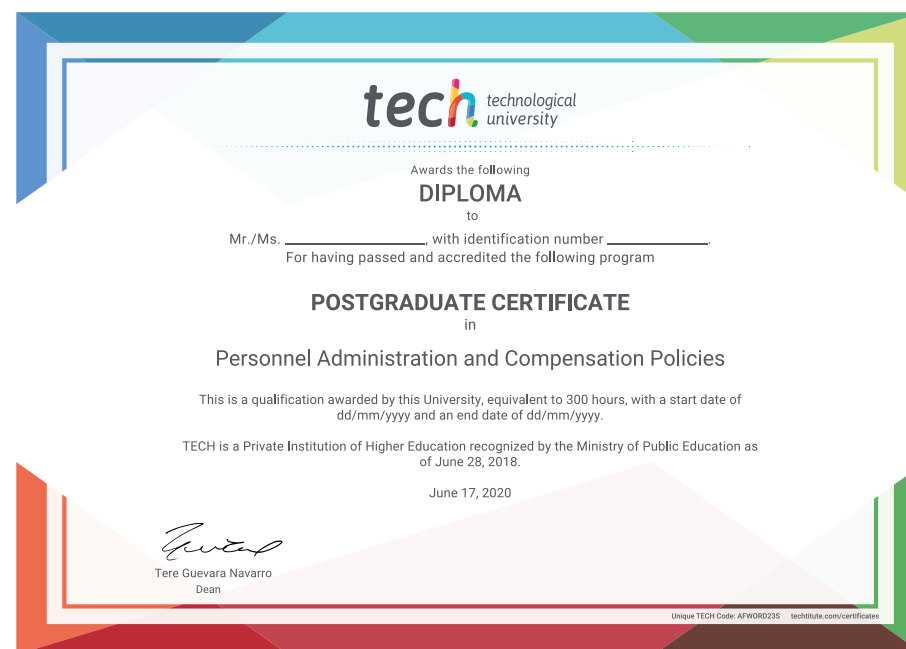 tech technological
university
Awards the following
DIPLOMA
to
Mr./Ms. ____________________, with identification number ______________.
For having passed and accredited the following program
POSTGRADUATE CERTIFICATE
in
Personnel Administration and Compensation Policies
This is a qualification awarded by this University, equivalent to 300 hours, with a start date of
dd/mm/yyyy and an end date of dd/mm/yyyy.
TECH is a Private Institution of Higher Education recognized by the Ministry of Public Education as
of June 28, 2018.
June 17, 2020
Tere Guevara Navarro
Dean
Unique TECH Code: AFWORD23S techtitute.com/certificates